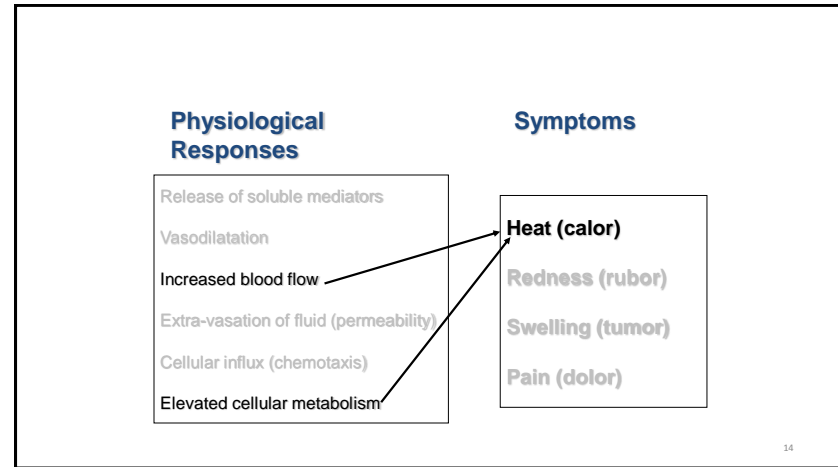 Physiological
Responses
Symptoms
Release of soluble mediators
Vasodilatation
Increased blood flow
Extra-vasation of fluid (permeability)
Cellular influx (chemotaxis)
Elevated cellular metabolism
Heat (calor)
Redness (rubor)
Swelling (tumor)
Pain (dolor)
14